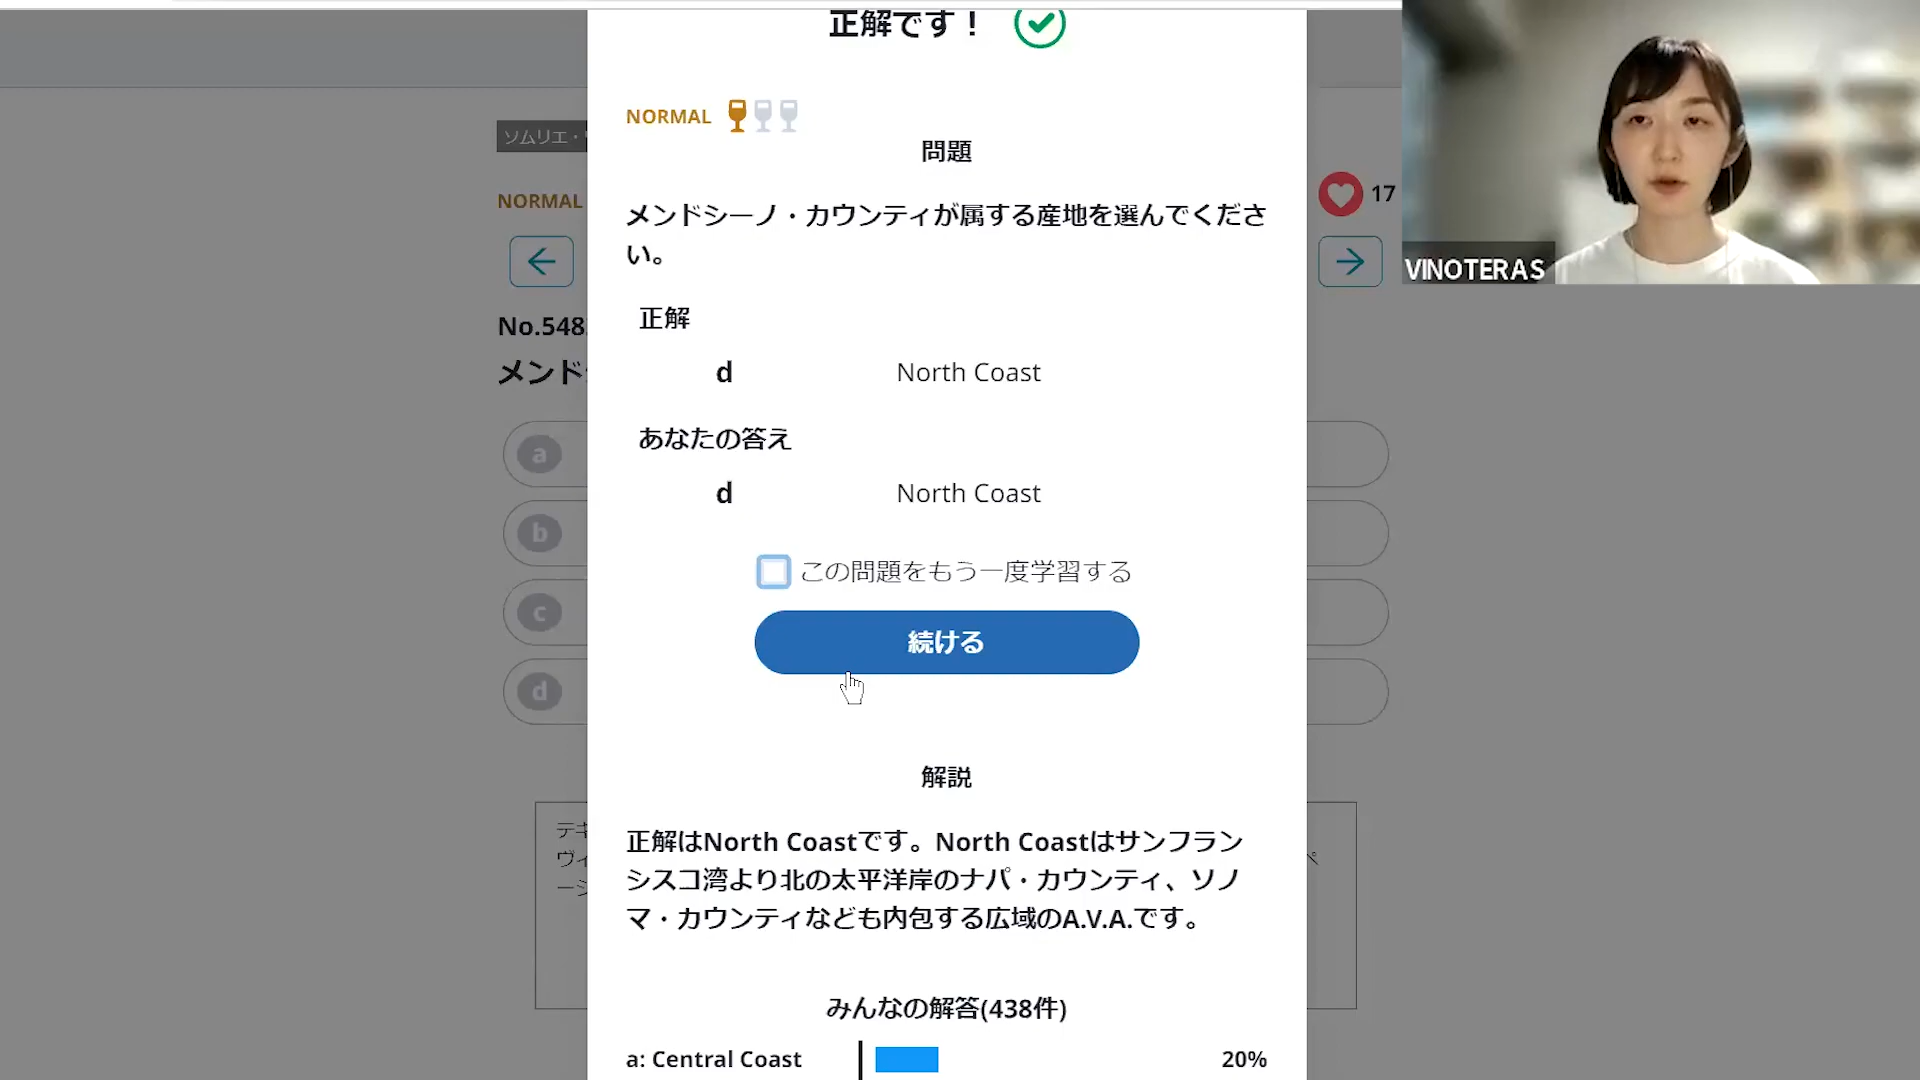 正解です！
NORMAL
問題
メンドシーノ・カウンティが属する産地を選んでくださ
い。
正解
d North Coast
あなたの答え
d North Coast
この問題をもう一度学習する
続ける
解説
正解はNorth Coastです。North Coastはサンフラン
シスコ湾より北の太平洋岸のナパ・カウンティ、ソノ
マ・カウンティなども内包する広域のA.V.A.です。
みんなの解答(438件)
a: Central Coast 20%
ソムリエ・
NORMAL
17
No.548
メンド
a
b
c
d
テキ
ヴィ
ペ
ージ
VINOTERAS